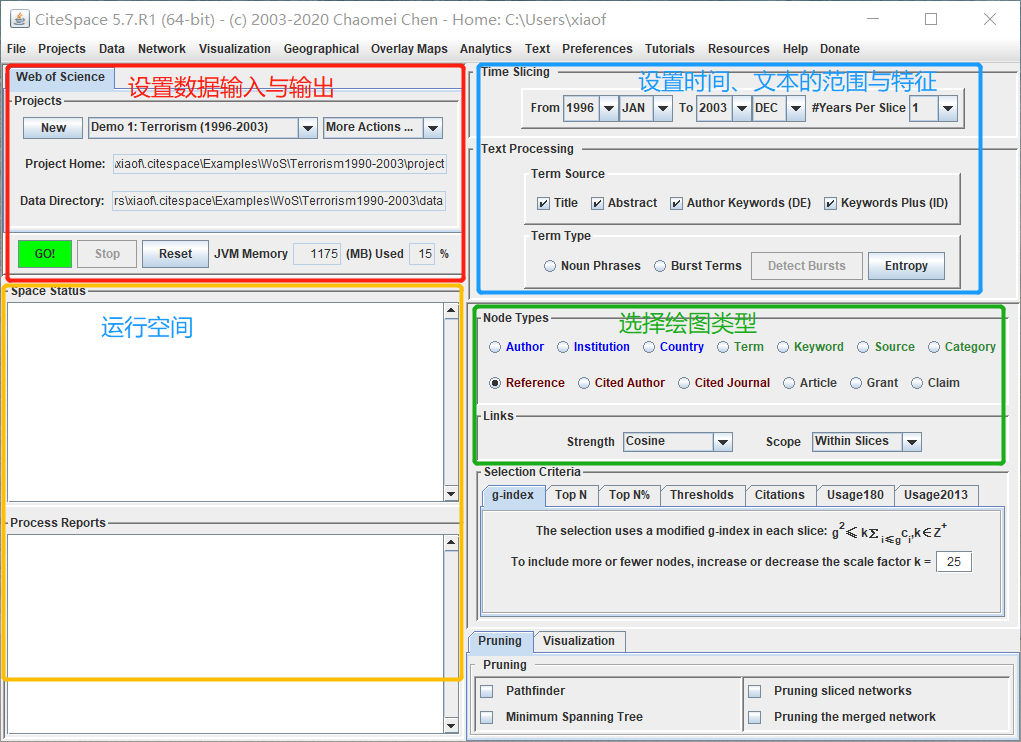 CiteSpace 5.7.R1 (64-bit) - (c) 2003-2020 Chaomei Chen - Home: C:\Users\xiaof
File Projects Data Network Visualization Geographical Overlay Maps Analytics Text Preferences Tutorials Resources Help Donate
Web of Science
设置数据输入与输出
Projects
New Demo 1: Terrorism (1996-2003) More Actions ...
Project Home: \xiaof\.citespace\Examples\WoS\Terrorism1990-2003\project
Data Directory: rs\xiaof\.citespace\Examples\WoS\Terrorism1990-2003\data
GO! Stop Reset JVM Memory 1175 (MB) Used 15 %
Space Status
运行空间
Process Reports
Time Slicing
设置时间、文本的范围与特征
From 1996 JAN To 2003 DEC #Years Per Slice 1
Text Processing
Term Source
Title Abstract Author Keywords (DE) Keywords Plus (ID)
Term Type
Noun Phrases Burst Terms Detect Bursts Entropy
Node Types
选择绘图类型
Author Institution Country Term Keyword Source Category
Reference Cited Author Cited Journal Article Grant Claim
Links
Strength Cosine Scope Within Slices
Selection Criteria
g-index Top N Top N% Thresholds Citations Usage180 Usage2013
The selection uses a modified g-index in each slice: g²≤ kΣᵢ≤g cᵢ,k∈Z⁺
To include more or fewer nodes, increase or decrease the scale factor k = 25
Pruning Visualization
Pruning
Pathfinder Pruning sliced networks
Minimum Spanning Tree Pruning the merged network